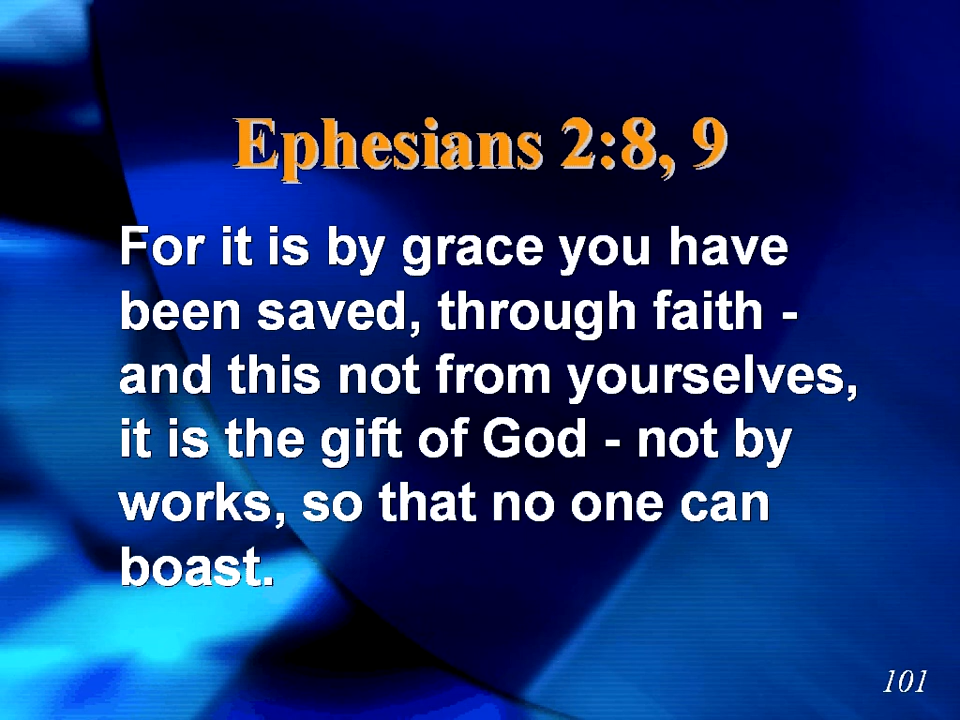 Ephesians 2:8, 9
For it is by grace you have
been saved, through faith -
and this not from yourselves,
it is the gift of God - not by
works, so that no one can
boast.
101